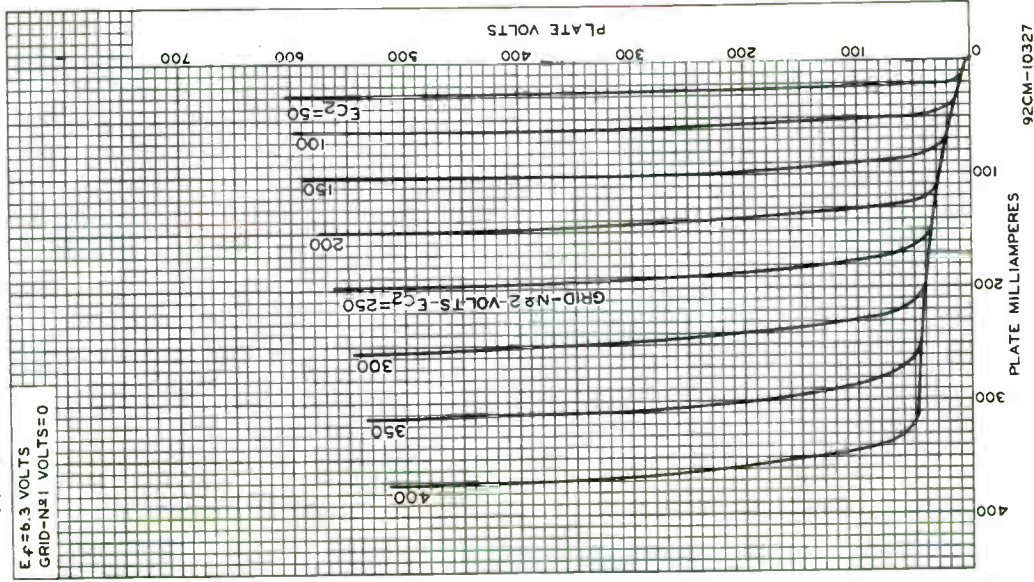 E f = 6.3 VOLTS
GRID-Nº1 VOLTS=0
PLATE VOLTS
0
100
200
300
400
500
600
700
EC2=50
100
150
200
GRID-Nº2-VOLTS-EC2=250
300
350
400
100
200
300
400
PLATE MILLIAMPERES
92CM-10327